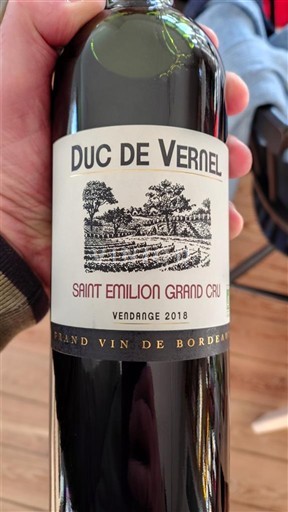 DUC DE VERNEL
SAINT EMILION GRAND CRU
VENDANGE 2018
GRAND VIN DE BORDEAUX